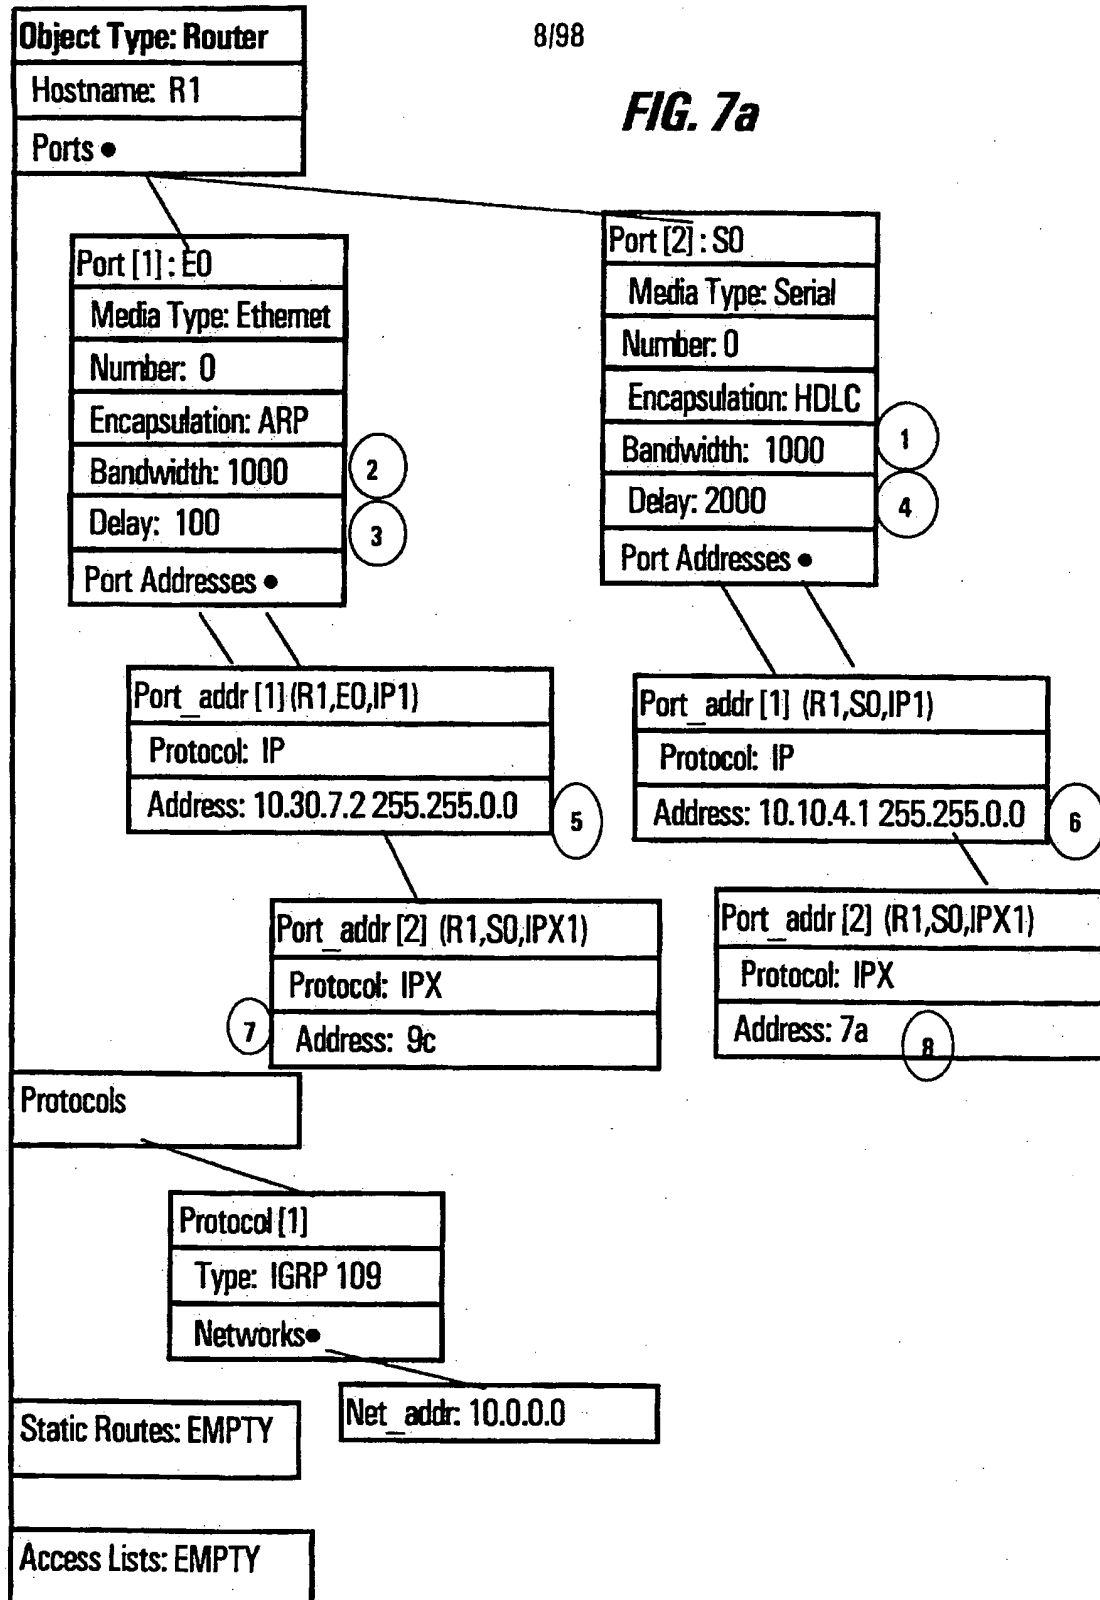 8/98
FIG. 7a
Object Type: Router
Hostname: R1
Ports •
Port [1] : E0
Media Type: Ethernet
Number: 0
Encapsulation: ARP
Bandwidth: 1000
2
Delay: 100
3
Port Addresses •
Port [2] : S0
Media Type: Serial
Number: 0
Encapsulation: HDLC
Bandwidth: 1000
1
Delay: 2000
4
Port Addresses •
Port_addr [1] (R1,E0,IP1)
Protocol: IP
Address: 10.30.7.2 255.255.0.0
5
Port_addr [1] (R1,S0,IP1)
Protocol: IP
Address: 10.10.4.1 255.255.0.0
6
Port_addr [2] (R1,S0,IPX1)
Protocol: IPX
7
Address: 9c
Port_addr [2] (R1,S0,IPX1)
Protocol: IPX
Address: 7a
8
Protocols
Protocol [1]
Type: IGRP 109
Networks•
Net_addr: 10.0.0.0
Static Routes: EMPTY
Access Lists: EMPTY